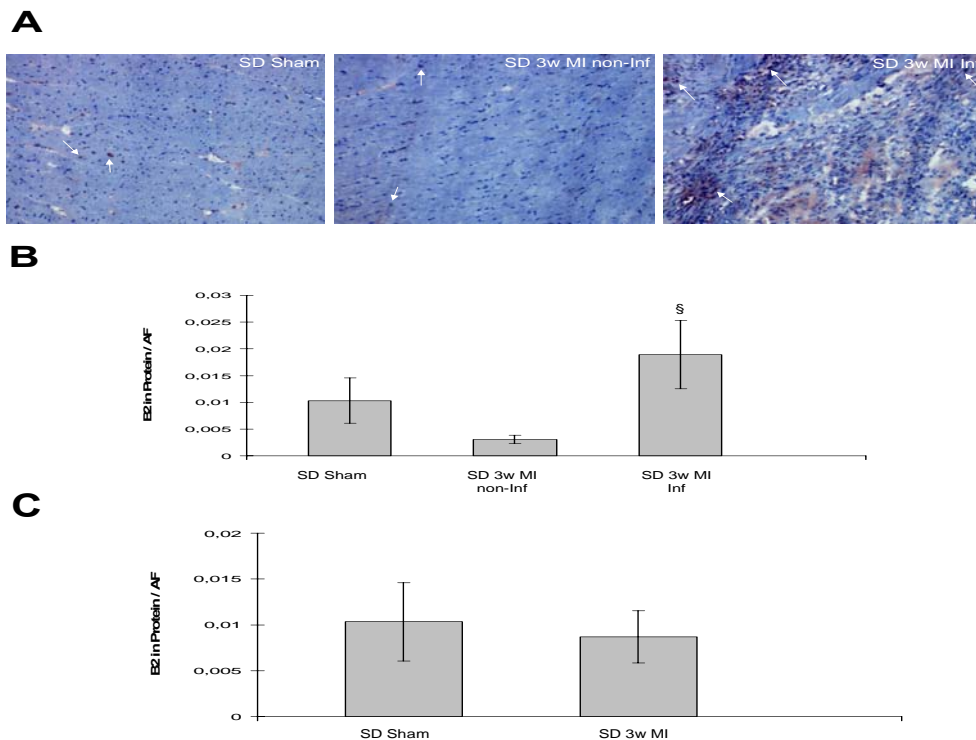 A
SD Sham
SD 3w MI non-Inf
SD 3w MI Inf
B
B2 in Protein / AF
0,03
0,025
0,02
0,015
0,01
0,005
0
§
SD Sham
SD 3w MI
non-Inf
SD 3w MI
Inf
C
B2 in Protein / AF
0,02
0,015
0,01
0,005
0
SD Sham
SD 3w MI